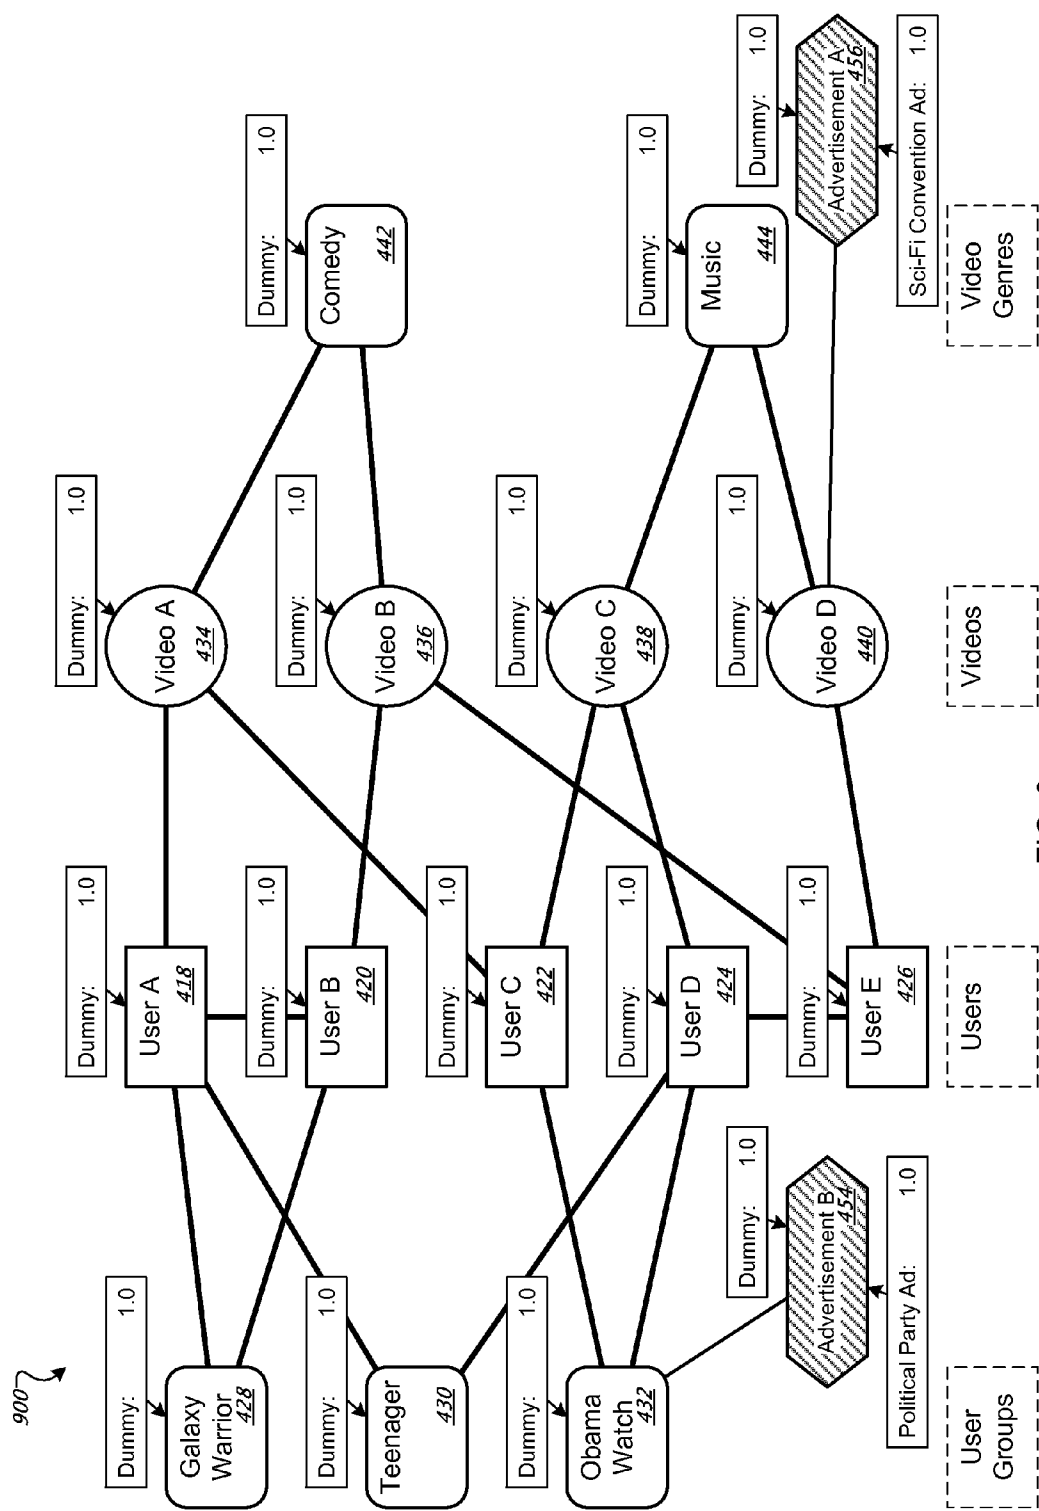 900
Dummy: 1.0
Galaxy
Warrior
428
Dummy: 1.0
Teenager
430
Dummy: 1.0
Obama
Watch
432
Dummy: 1.0
Advertisement B
454
Political Party Ad: 1.0
User
Groups
Dummy: 1.0
User A
418
Dummy: 1.0
User B
420
Dummy: 1.0
User C
422
Dummy: 1.0
User D
424
Dummy: 1.0
User E
426
Users
Dummy: 1.0
Video A
434
Dummy: 1.0
Video B
436
Dummy: 1.0
Video C
438
Dummy: 1.0
Video D
440
Videos
Dummy: 1.0
Comedy
442
Dummy: 1.0
Music
444
Dummy: 1.0
Advertisement A
456
Sci-Fi Convention Ad: 1.0
Video
Genres